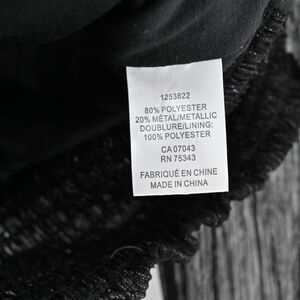 1253822
80% POLYESTER
20% MÉTAL/METALLIC
DOUBLURE/LINING:
100% POLYESTER
CA 07043
RN 75343
FABRIQUÉ EN CHINE
MADE IN CHINA